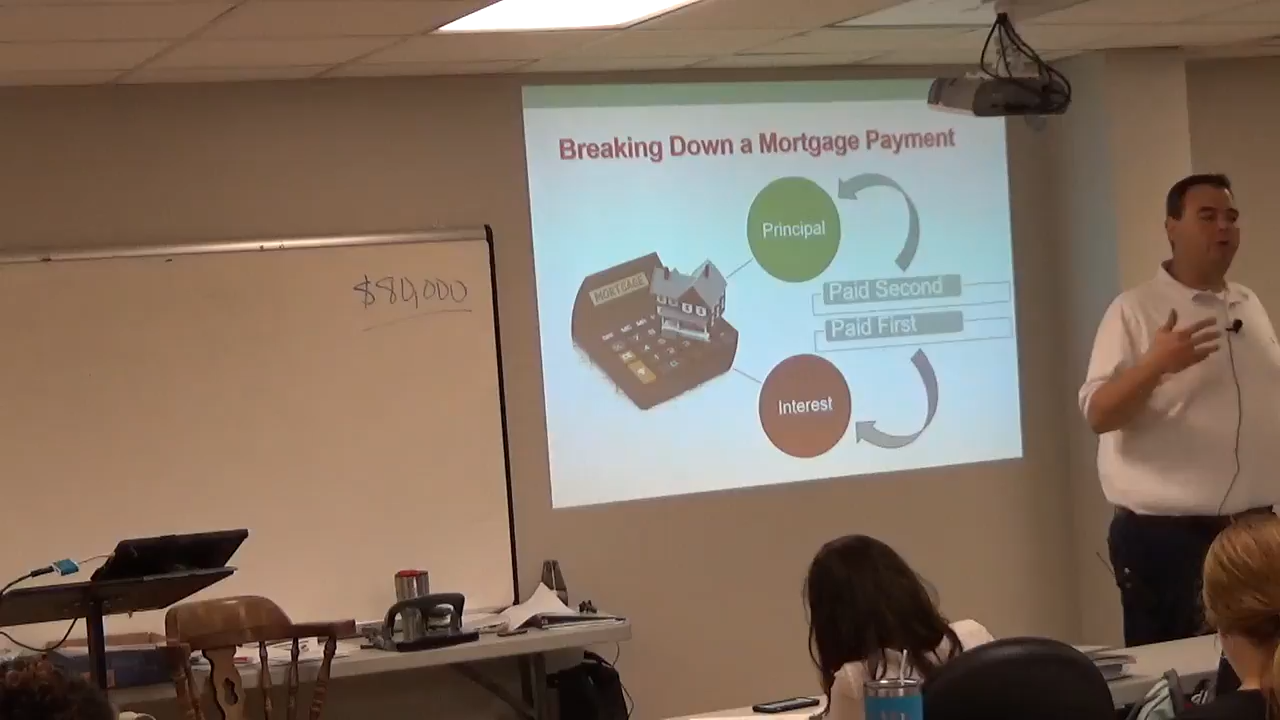 $80,000
Breaking Down a Mortgage Payment
Principal
MORTGAGE
Paid Second
Paid First
Interest